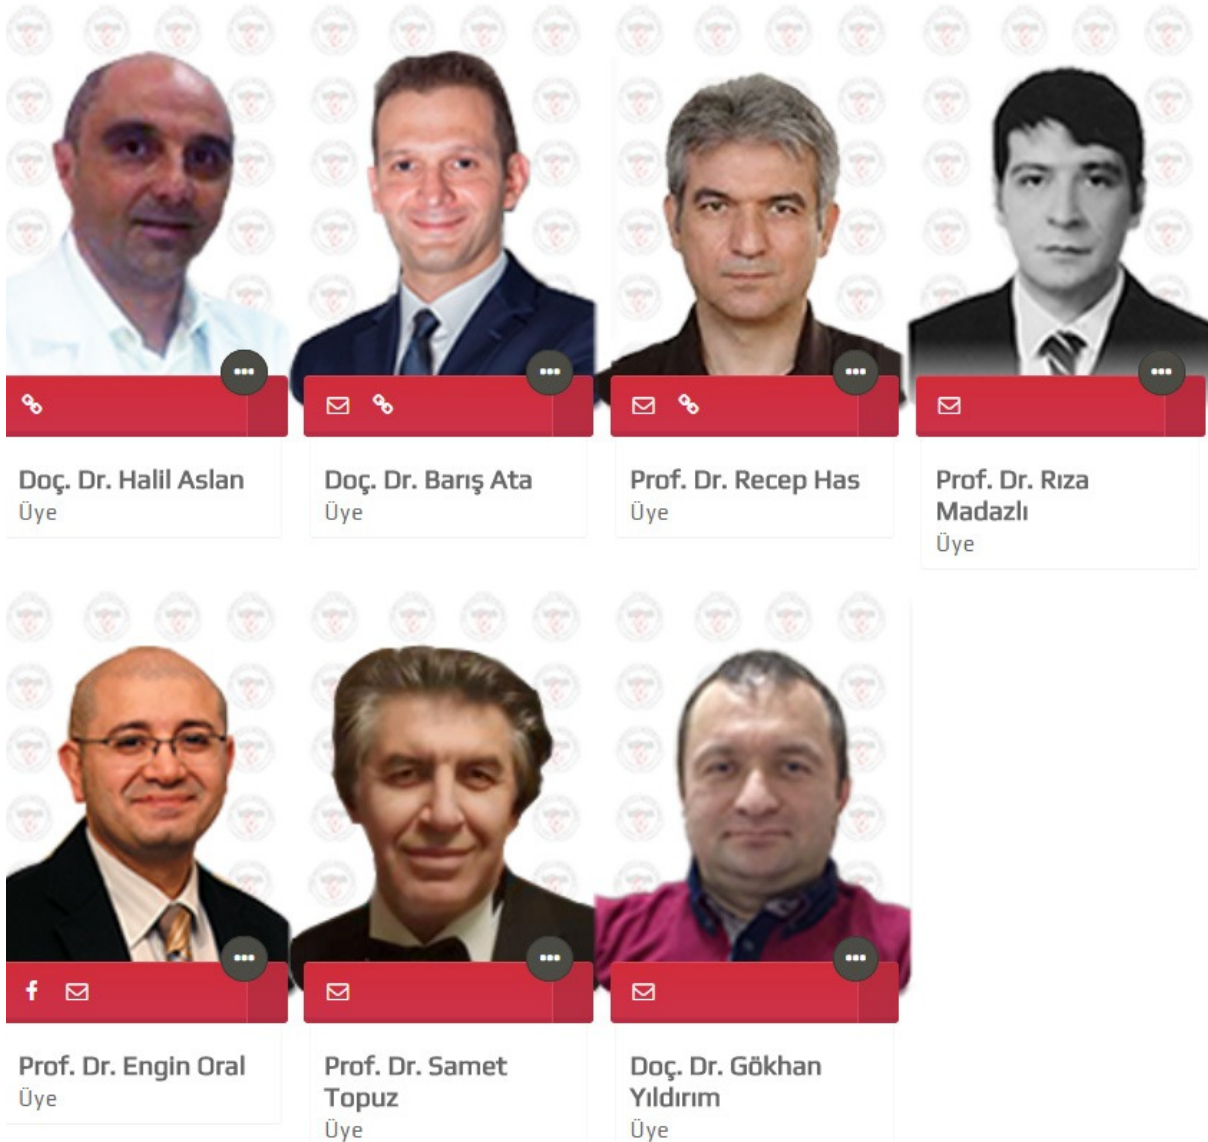 Doç. Dr. Halil Aslan
Üye
Doç. Dr. Barış Ata
Üye
Prof. Dr. Recep Has
Üye
Prof. Dr. Rıza
Madazlı
Üye
Prof. Dr. Engin Oral
Üye
Prof. Dr. Samet
Topuz
Üye
Doç. Dr. Gökhan
Yıldırım
Üye